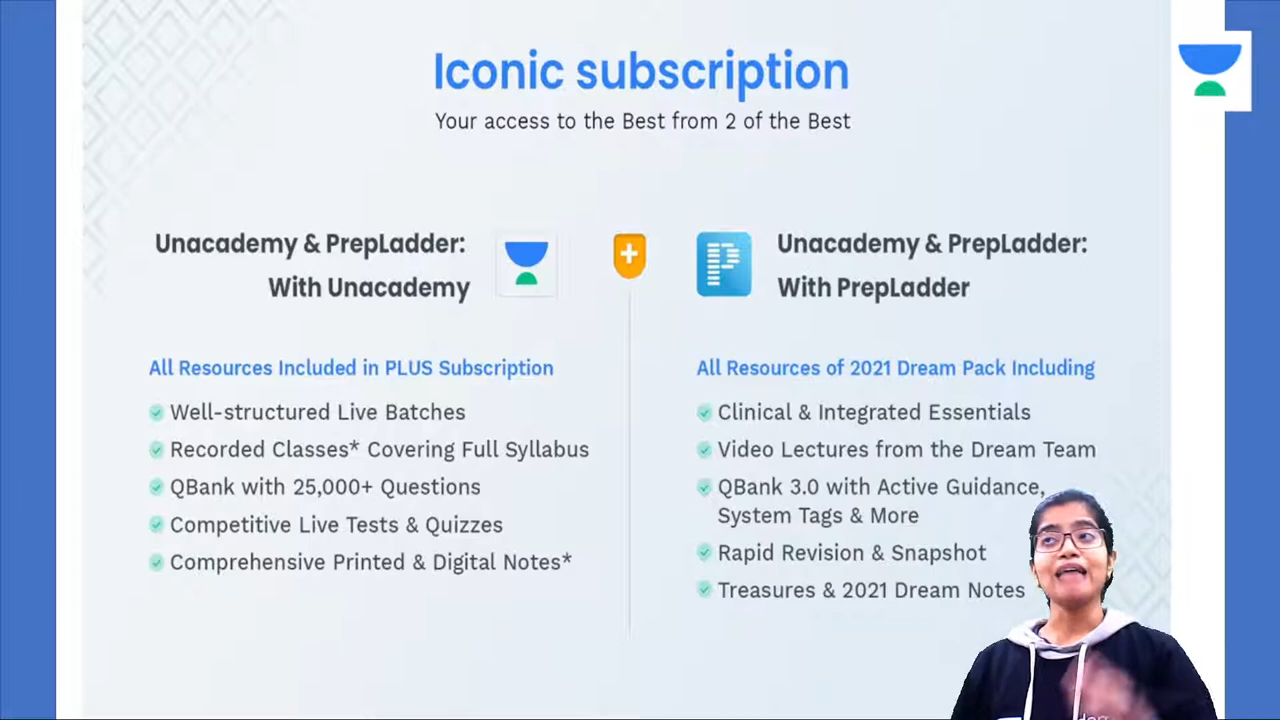 Iconic subscription
Your access to the Best from 2 of the Best
Unacademy & PrepLadder:
With Unacademy
All Resources Included in PLUS Subscription
Well-structured Live Batches
Recorded Classes* Covering Full Syllabus
QBank with 25,000+ Questions
Competitive Live Tests & Quizzes
Comprehensive Printed & Digital Notes*
Unacademy & PrepLadder:
With PrepLadder
All Resources of 2021 Dream Pack Including
Clinical & Integrated Essentials
Video Lectures from the Dream Team
QBank 3.0 with Active Guidance,
System Tags & More
Rapid Revision & Snapshot
Treasures & 2021 Dream Notes